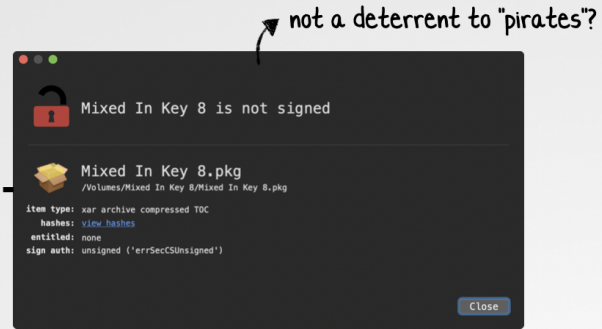 not a deterrent to "pirates"?
Mixed In Key 8 is not signed
Mixed In Key 8.pkg
/Volumes/Mixed In Key 8/Mixed In Key 8.pkg
item type: xar archive compressed TOC
hashes: view hashes
entitled: none
sign auth: unsigned ('errSecCSUnsigned')
Close